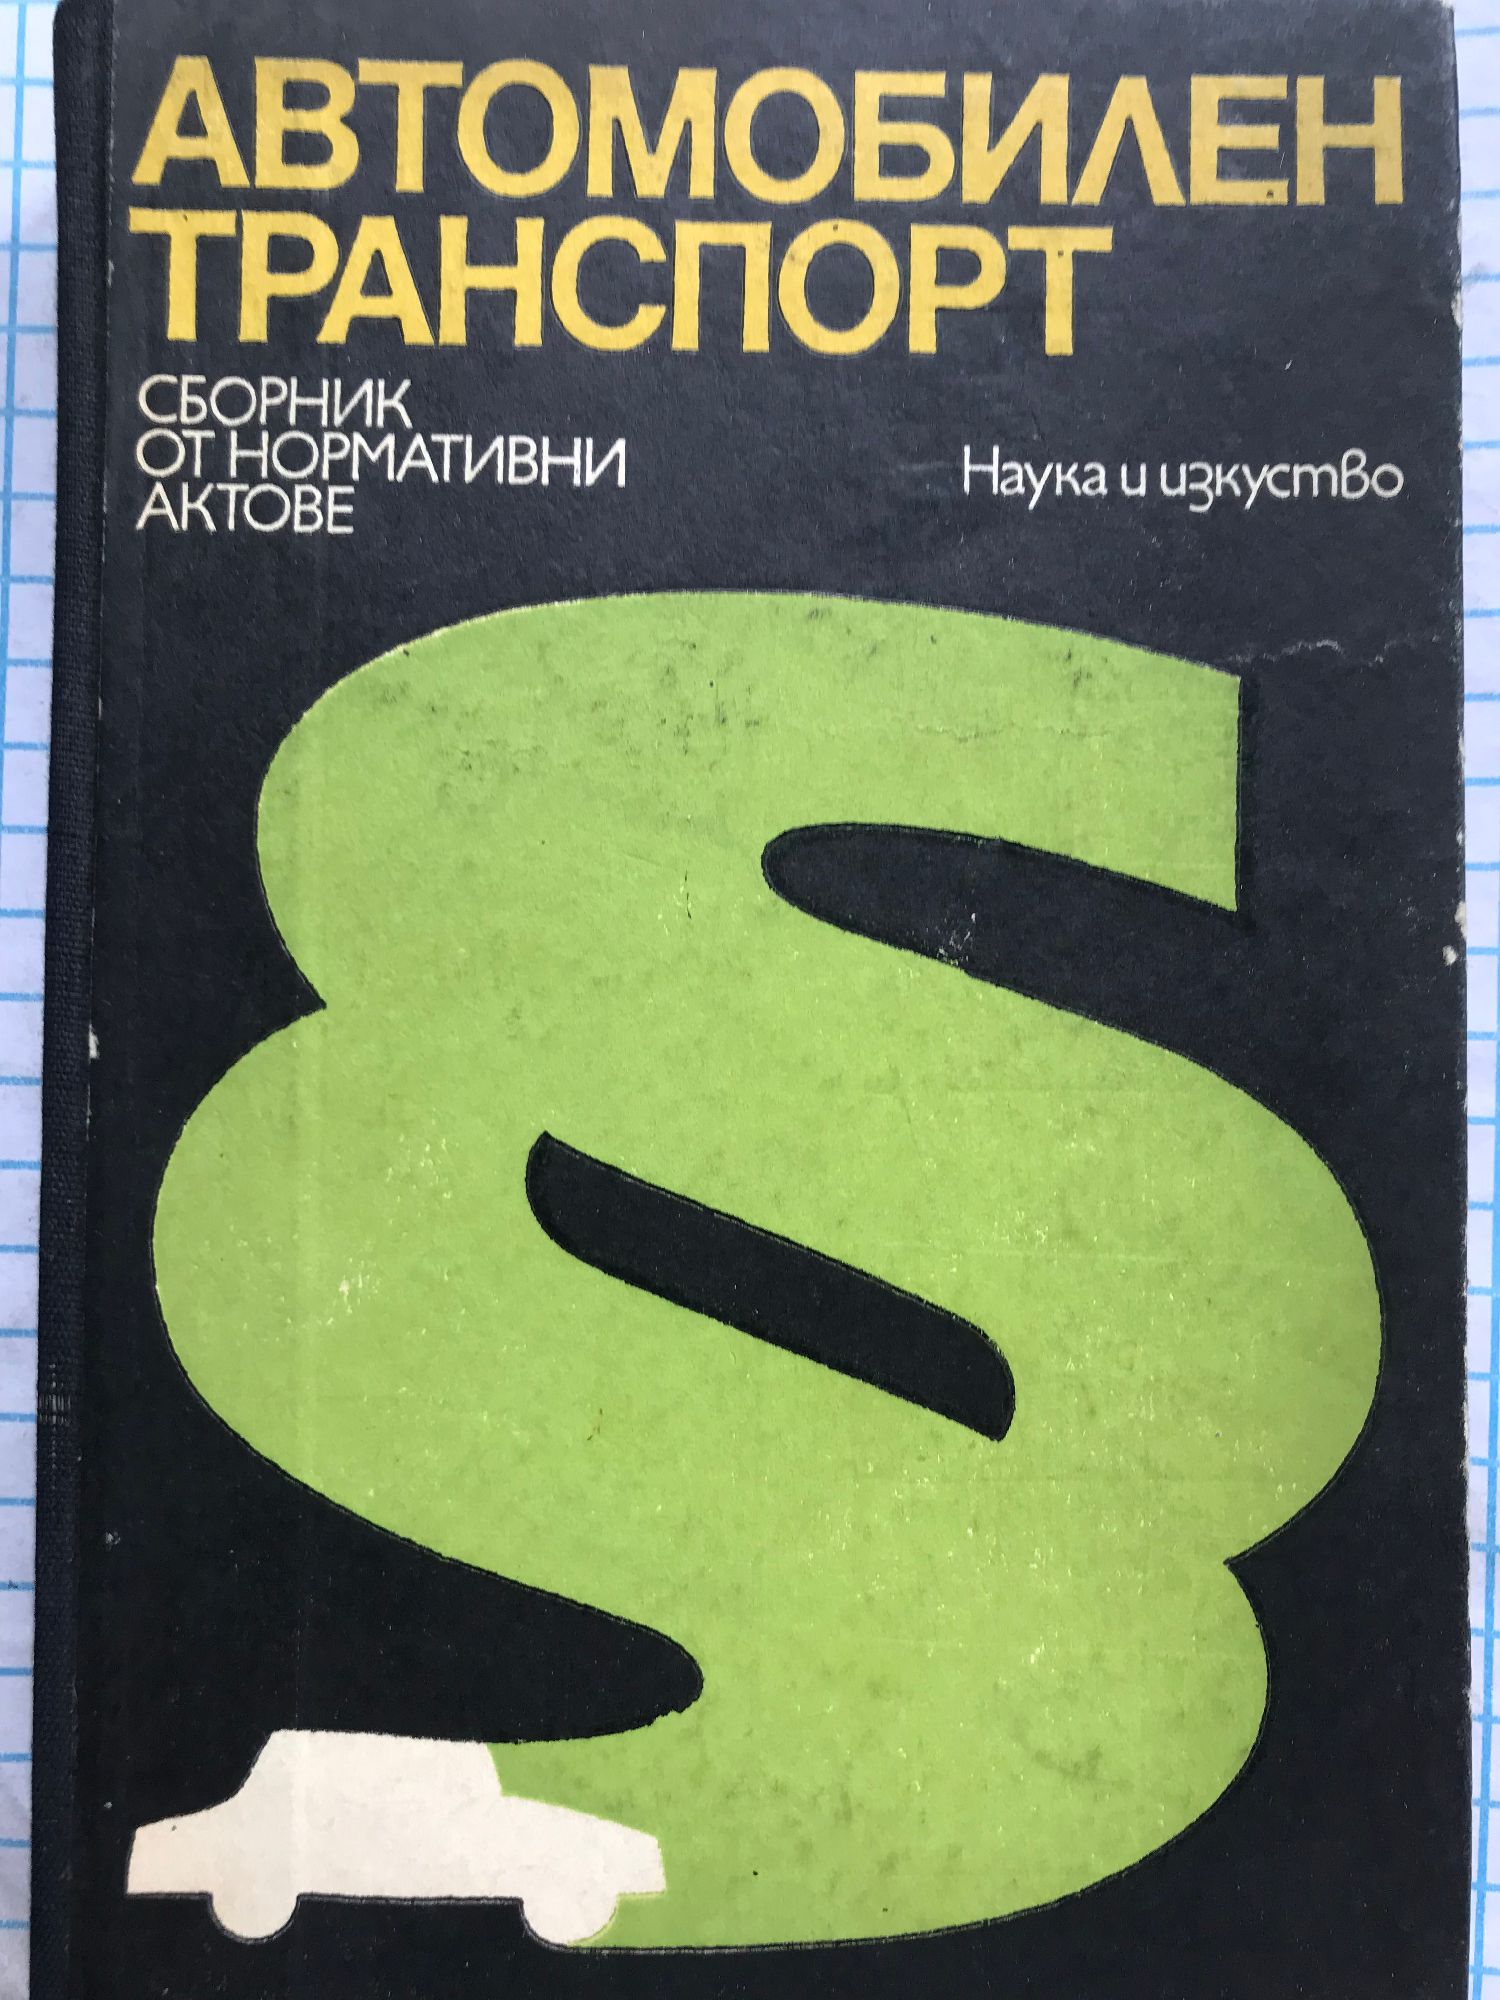 АВТОМОБИЛЕН
ТРАНСПОРТ
СБОРНИК
ОТ НОРМАТИВНИ
АКТОВЕ
Наука и изкуство
§